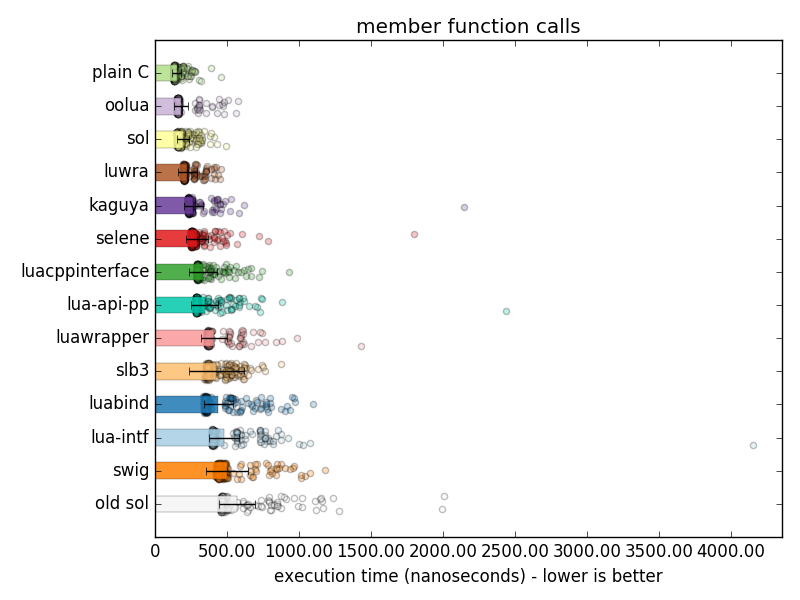 member function calls
plain C
oolua
sol
luwra
kaguya
selene
luacppinterface
lua-api-pp
luawrapper
slb3
luabind
lua-intf
swig
old sol
0 500.00 1000.00 1500.00 2000.00 2500.00 3000.00 3500.00 4000.00
execution time (nanoseconds) - lower is better